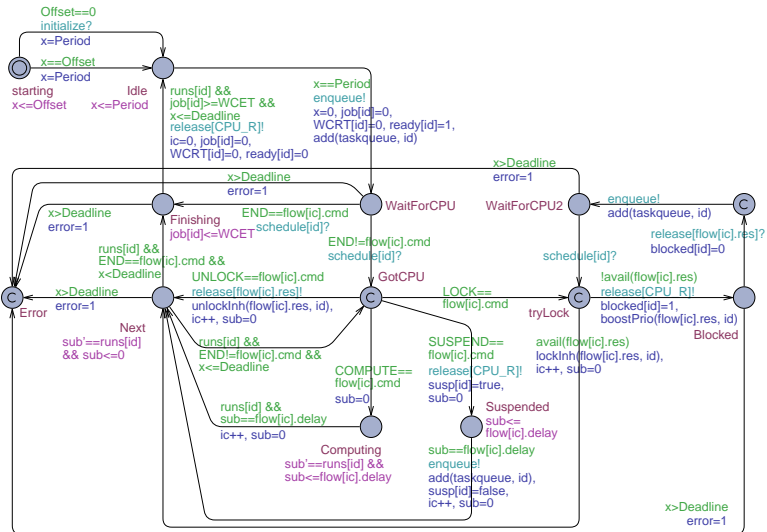 Offset==0
initialize?
x=Period
x==Offset
x=Period
starting
x<=Offset
Idle
x<=Period
runs[id] &&
job[id]>=WCET &&
x<=Deadline
release[CPU_R]!
ic=0, job[id]=0,
WCRT[id]=0, ready[id]=0
x==Period
enqueue!
x=0, job[id]=0,
WCRT[id]=0, ready[id]=1,
add(taskqueue, id)
x>Deadline
error=1
x>Deadline
error=1
x>Deadline
error=1
Finishing
job[id]<=WCET
END==flow[ic].cmd
schedule[id]?
WaitForCPU
WaitForCPU2
enqueue!
add(taskqueue, id)
C
release[flow[ic].res]?
blocked[id]=0
END!=flow[ic].cmd
schedule[id]?
schedule[id]?
runs[id] &&
END==flow[ic].cmd &&
x<Deadline
C
Error
x>Deadline
error=1
UNLOCK==flow[ic].cmd
release[flow[ic].res]!
unlockInh(flow[ic].res, id),
ic++, sub=0
GotCPU
C
LOCK==
flow[ic].cmd
C
tryLock
!avail(flow[ic].res)
release[CPU_R]!
blocked[id]=1,
boostPrio(flow[ic].res, id)
Blocked
Next
sub'==runs[id]
&& sub<=0
runs[id] &&
END!=flow[ic].cmd &&
x<=Deadline
COMPUTE==
flow[ic].cmd
sub=0
SUSPEND==
flow[ic].cmd
release[CPU_R]!
susp[id]=true,
sub=0
avail(flow[ic].res)
lockInh(flow[ic].res, id),
ic++, sub=0
runs[id] &&
sub==flow[ic].delay
ic++, sub=0
Computing
sub'==runs[id] &&
sub<=flow[ic].delay
Suspended
sub<=
flow[ic].delay
sub==flow[ic].delay
enqueue!
add(taskqueue, id),
susp[id]=false,
ic++, sub=0
x>Deadline
error=1